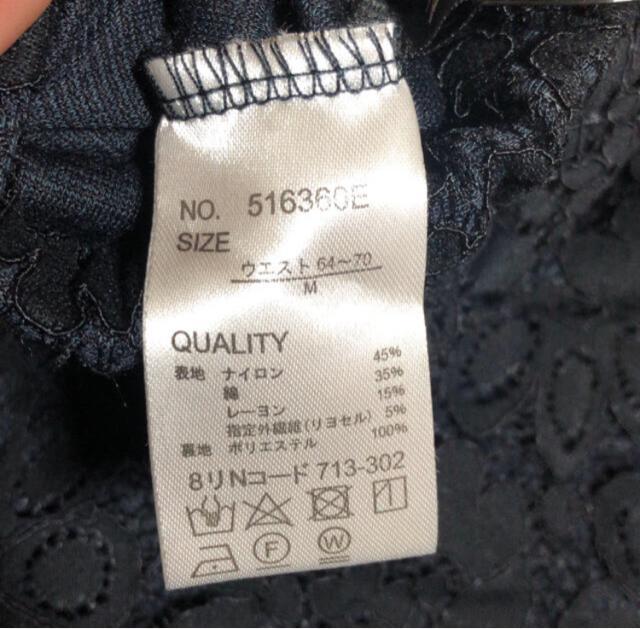 NO. 516360E
SIZE
ウエスト 64～70
M
QUALITY
表地 ナイロン 45%
綿 35%
レーヨン 15%
指定外繊維(リヨセル) 5%
裏地 ポリエステル 100%
8リNコード 713-302
F
W